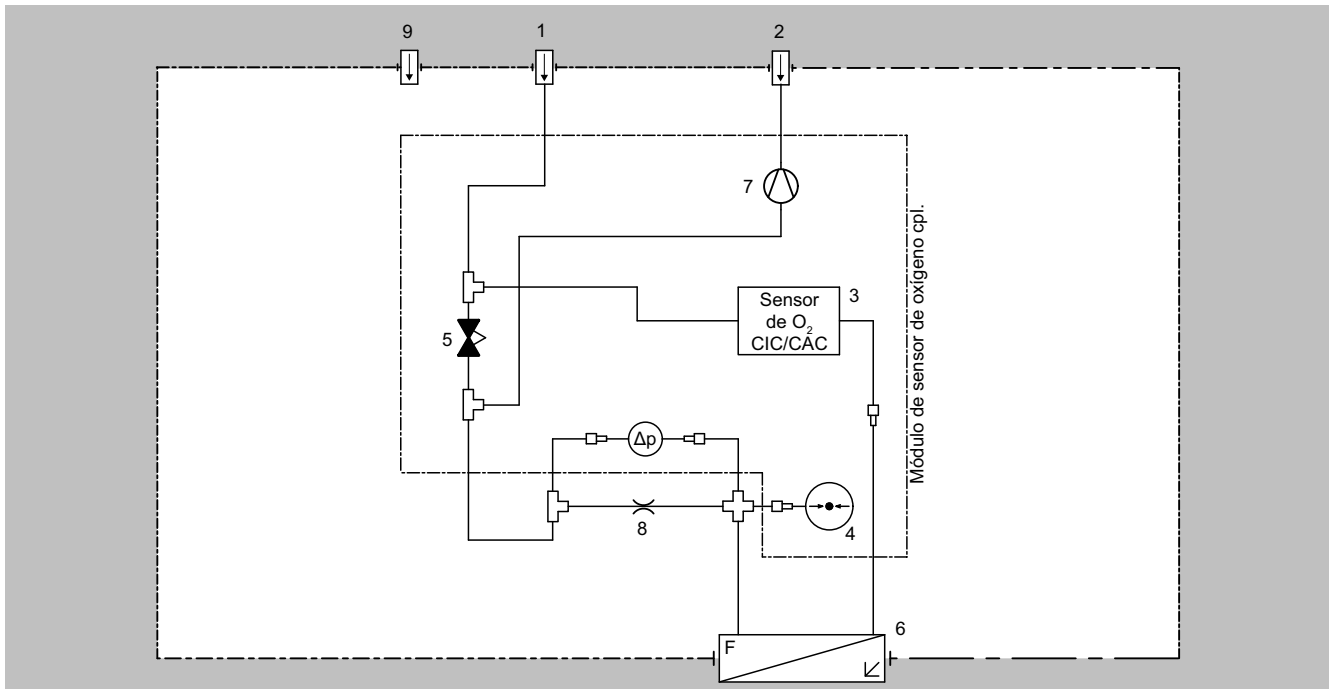 9
1
2
7
Sensor
de O₂
CIC/CAC
3
5
Módulo de sensor de oxígeno cpl.
Δp
8
4
6
F